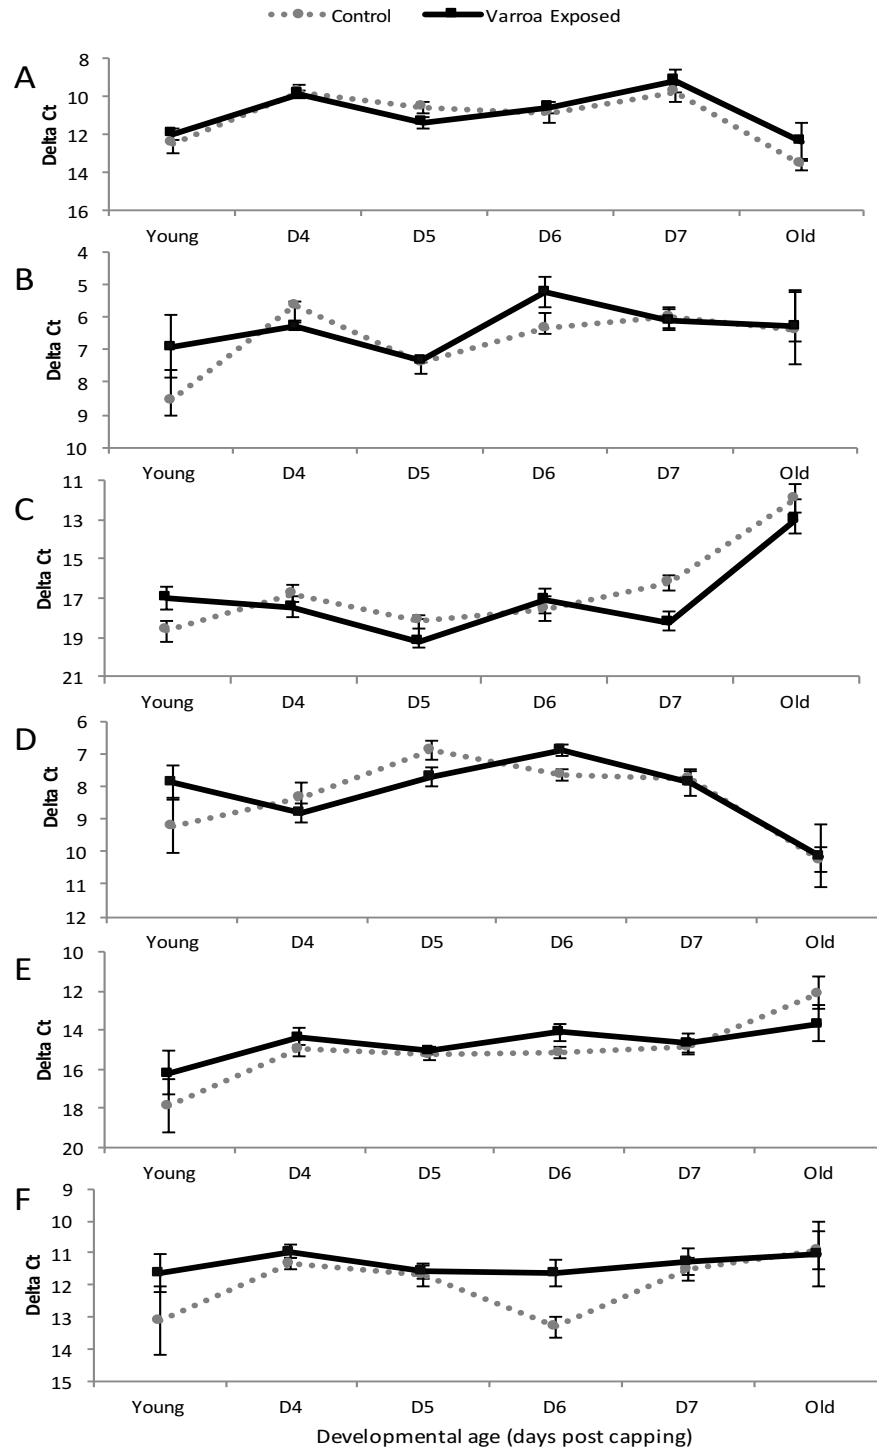 Control Varroa Exposed
A
Delta Ct
8
10
12
14
16
Young D4 D5 D6 D7 Old
B
Delta Ct
4
5
6
7
8
9
10
Young D4 D5 D6 D7 Old
C
Delta Ct
11
13
15
17
19
21
Young D4 D5 D6 D7 Old
D
Delta Ct
6
7
8
9
10
11
12
Young D4 D5 D6 D7 Old
E
Delta Ct
10
12
14
16
18
20
Young D4 D5 D6 D7 Old
F
Delta Ct
9
10
11
12
13
14
15
Young D4 D5 D6 D7 Old
Developmental age (days post capping)